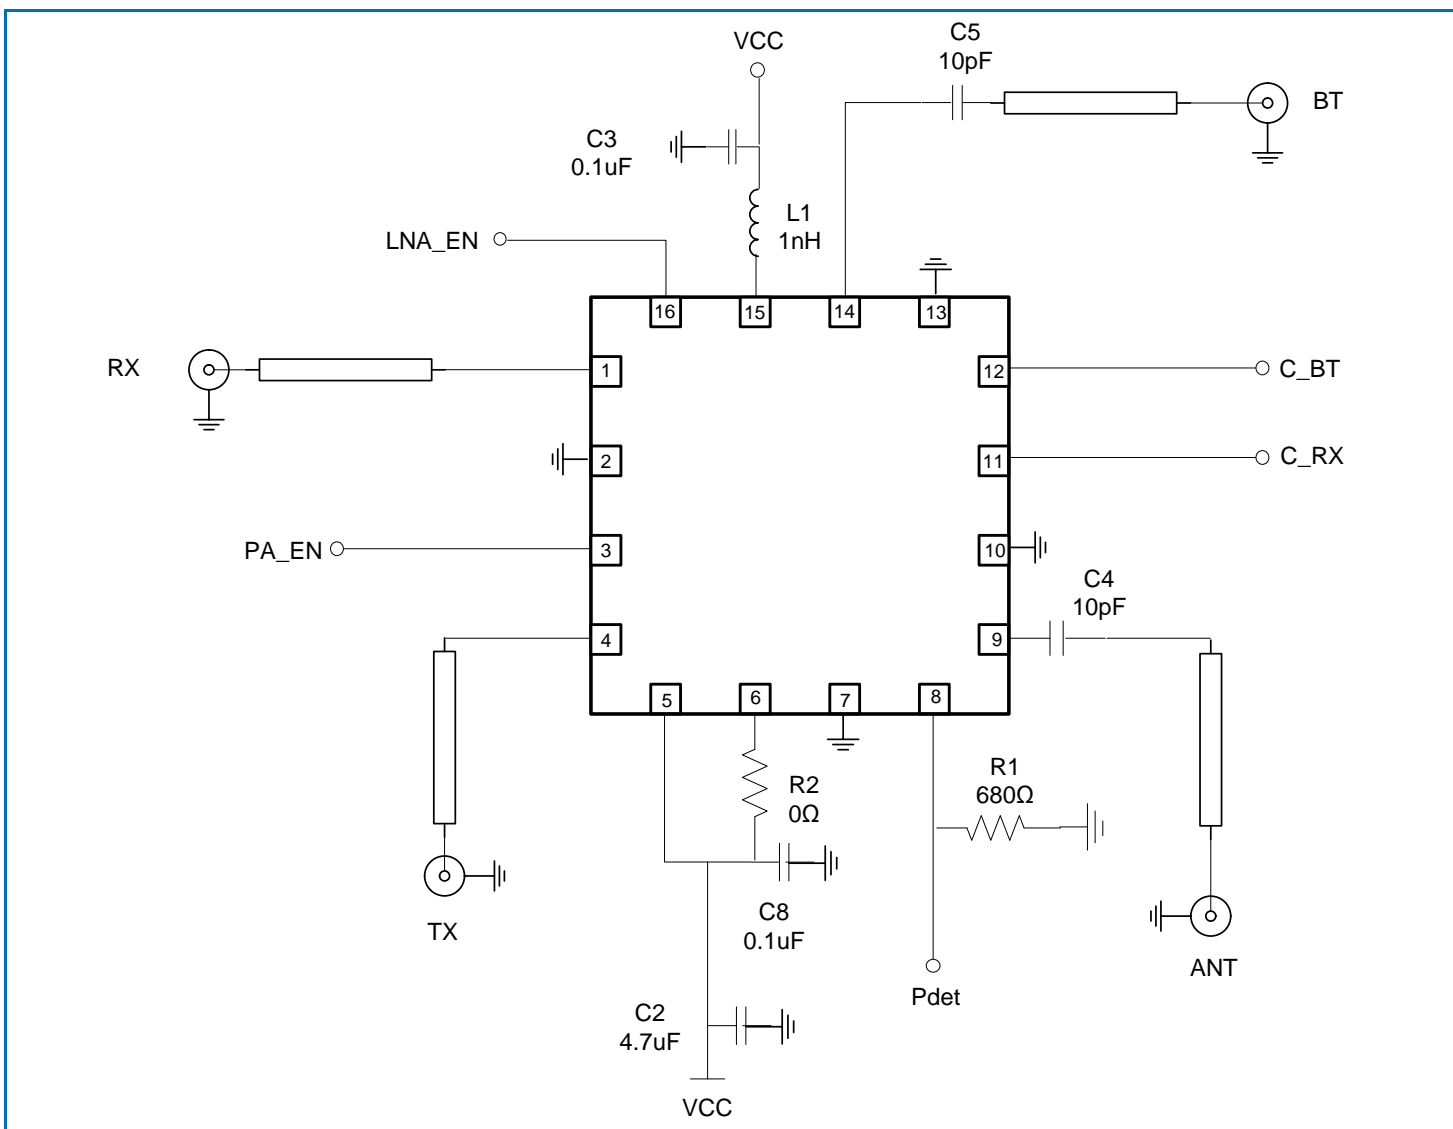 VCC
C5
10pF
BT
C3
0.1uF
L1
1nH
LNA_EN
16
15
14
13
RX
1
12
C_BT
2
11
C_RX
PA_EN
3
10
C4
10pF
4
9
5
6
7
8
R2
0Ω
R1
680Ω
C8
0.1uF
TX
ANT
Pdet
C2
4.7uF
VCC